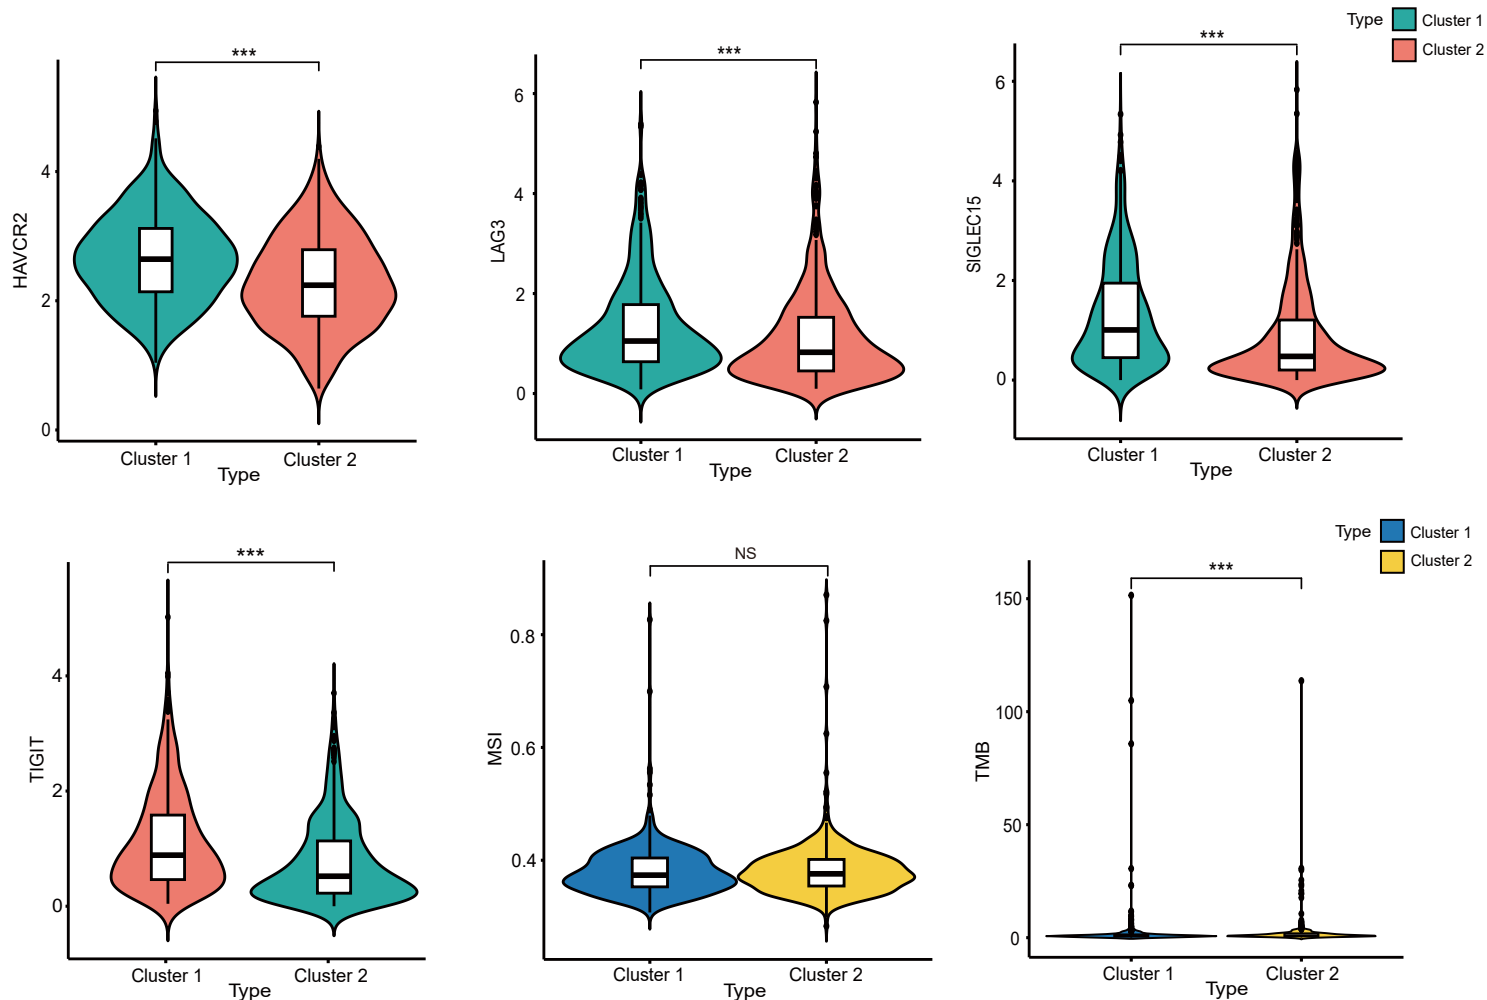 Type Cluster 1
Cluster 2
***
HAVCR2
4
2
0
Cluster 1 Cluster 2
Type
***
LAG3
6
4
2
0
Cluster 1 Cluster 2
Type
***
SIGLEC15
6
4
2
0
Cluster 1 Cluster 2
Type
***
TIGIT
4
2
0
Cluster 1 Cluster 2
Type
NS
MSI
0.8
0.6
0.4
Cluster 1 Cluster 2
Type
Type Cluster 1
Cluster 2
***
TMB
150
100
50
0
Cluster 1 Cluster 2
Type